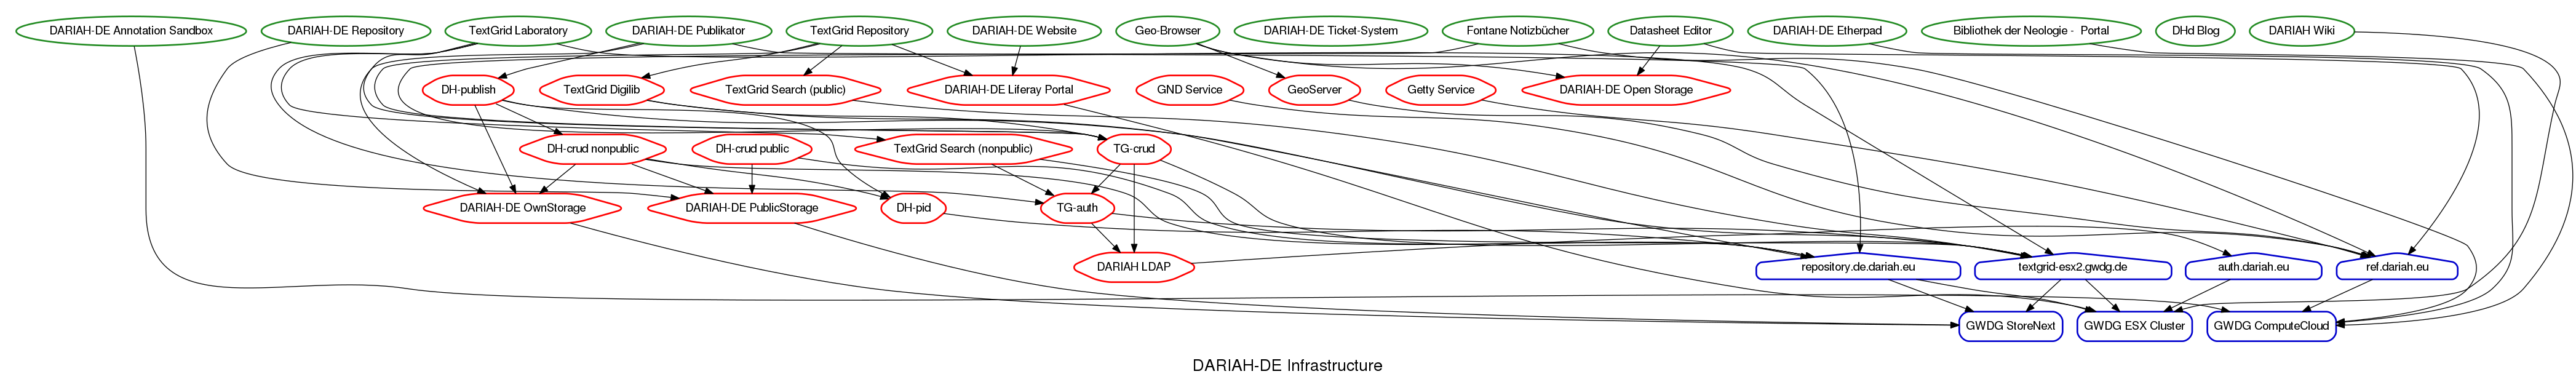 DARIAH-DE Annotation Sandbox
DARIAH-DE Repository
TextGrid Laboratory
DARIAH-DE Publikator
TextGrid Repository
DARIAH-DE Website
Geo-Browser
DARIAH-DE Ticket-System
Fontane Notizbücher
Datasheet Editor
DARIAH-DE Etherpad
Bibliothek der Neologie - Portal
DHd Blog
DARIAH Wiki
DH-publish
TextGrid Digilib
TextGrid Search (public)
DARIAH-DE Liferay Portal
GND Service
GeoServer
Getty Service
DARIAH-DE Open Storage
DH-crud nonpublic
DH-crud public
TextGrid Search (nonpublic)
TG-crud
DARIAH-DE OwnStorage
DARIAH-DE PublicStorage
DH-pid
TG-auth
DARIAH LDAP
repository.de.dariah.eu
textgrid-esx2.gwdg.de
auth.dariah.eu
ref.dariah.eu
GWDG StoreNext
GWDG ESX Cluster
GWDG ComputeCloud
DARIAH-DE Infrastructure